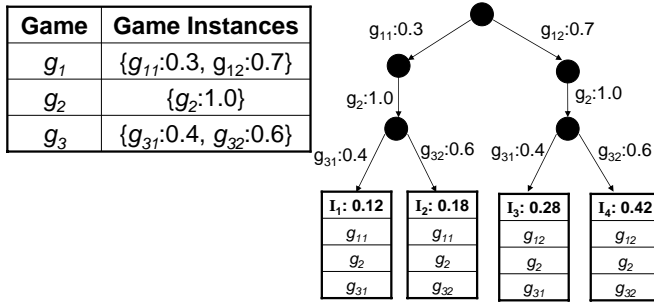 Game Game Instances
g1 {g11:0.3, g12:0.7}
g2 {g2:1.0}
g3 {g31:0.4, g32:0.6}
g11:0.3 g12:0.7
g2:1.0 g2:1.0
g31:0.4 g32:0.6 g31:0.4 g32:0.6
I1: 0.12 I2: 0.18 I3: 0.28 I4: 0.42
g11 g11 g12 g12
g2 g2 g2 g2
g31 g32 g31 g32